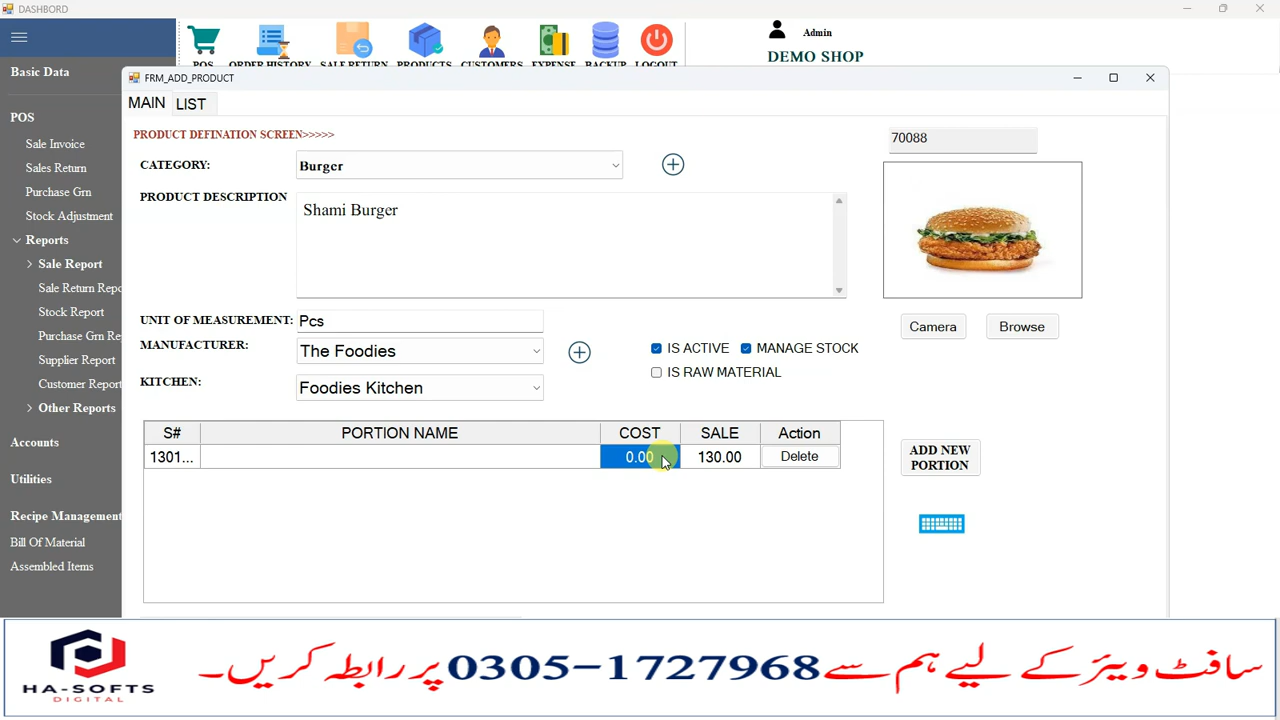 DASHBORD
POS ORDER HISTORY SALE RETURN PRODUCTS CUSTOMERS EXPENSE BACKUP LOGOUT
Admin
DEMO SHOP
Basic Data
POS
Sale Invoice
Sales Return
Purchase Grn
Stock Adjustment
Reports
Sale Report
Sale Return Repo
Stock Report
Purchase Grn Re
Supplier Report
Customer Report
Other Reports
Accounts
Utilities
Recipe Management
Bill Of Material
Assembled Items
FRM_ADD_PRODUCT
MAIN LIST
PRODUCT DEFINATION SCREEN>>>>>
70088
CATEGORY: Burger
PRODUCT DESCRIPTION Shami Burger
Camera Browse
UNIT OF MEASUREMENT: Pcs
MANUFACTURER: The Foodies
IS ACTIVE MANAGE STOCK
IS RAW MATERIAL
KITCHEN: Foodies Kitchen
S# PORTION NAME COST SALE Action
1301... 0.00 130.00 Delete
ADD NEW
PORTION
HA-SOFTS
DIGITAL
سافٹ ویئر کے لیے ہم سے 0305-1727968 پر رابطہ کریں۔